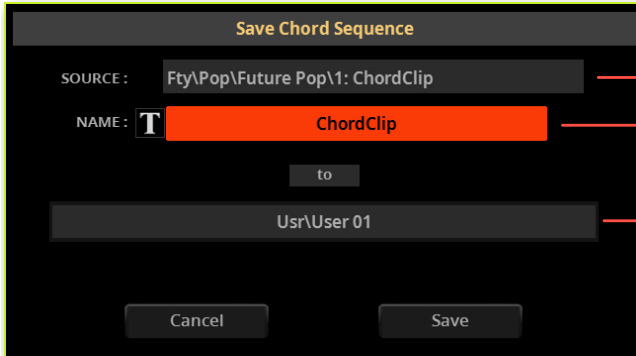 Save Chord Sequence
SOURCE : Fty\Pop\Future Pop\1: ChordClip
NAME : T ChordClip
to
Usr\User 01
Cancel Save